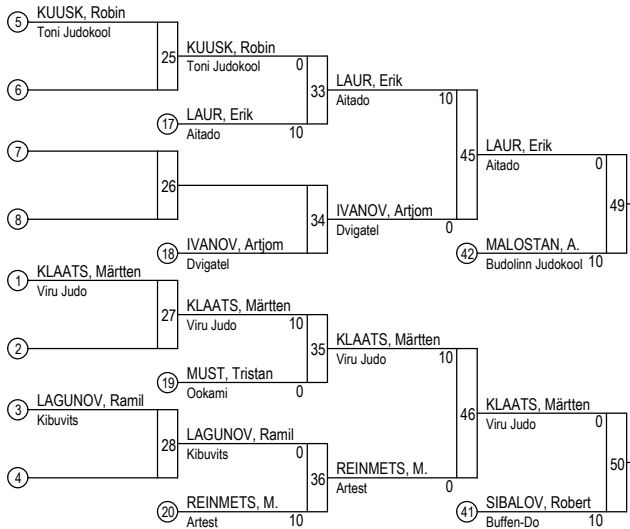 5 KUUSK, Robin
Toni Judokool
25 KUUSK, Robin 0
Toni Judokool
6
33 LAUR, Erik 10
Aitado
17 LAUR, Erik
Aitado 10
7
45 LAUR, Erik 0
Aitado
26
8
34 IVANOV, Artjom
Dvigatel 0
49
18 IVANOV, Artjom
Dvigatel
42 MALOSTAN, A.
Budolinn Judokool 10
1 KLAATS, Märtten
Viru Judo
27 KLAATS, Märtten
Viru Judo 10
2
35 KLAATS, Märtten
Viru Judo 10
19 MUST, Tristan
Ookami 0
3 LAGUNOV, Ramil
Kibuvits
46 KLAATS, Märtten
Viru Judo 0
28 LAGUNOV, Ramil
Kibuvits 0
4
36 REINMETS, M.
Artest 0
50
20 REINMETS, M.
Artest 10
41 SIBALOV, Robert
Buffen-Do 10